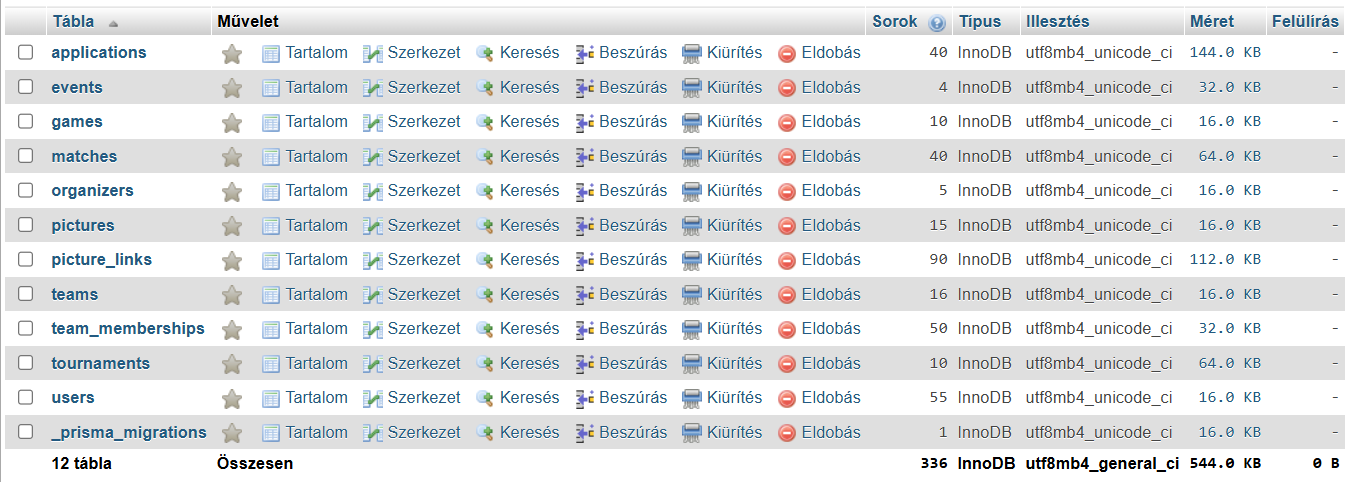 Tábla Művelet Sorok Típus Illesztés Méret Felülírás
applications Tartalom Szerkezet Keresés Beszúrás Kiürítés Eldobás 40 InnoDB utf8mb4_unicode_ci 144.0 KB -
events Tartalom Szerkezet Keresés Beszúrás Kiürítés Eldobás 4 InnoDB utf8mb4_unicode_ci 32.0 KB -
games Tartalom Szerkezet Keresés Beszúrás Kiürítés Eldobás 10 InnoDB utf8mb4_unicode_ci 16.0 KB -
matches Tartalom Szerkezet Keresés Beszúrás Kiürítés Eldobás 40 InnoDB utf8mb4_unicode_ci 64.0 KB -
organizers Tartalom Szerkezet Keresés Beszúrás Kiürítés Eldobás 5 InnoDB utf8mb4_unicode_ci 16.0 KB -
pictures Tartalom Szerkezet Keresés Beszúrás Kiürítés Eldobás 15 InnoDB utf8mb4_unicode_ci 16.0 KB -
picture_links Tartalom Szerkezet Keresés Beszúrás Kiürítés Eldobás 90 InnoDB utf8mb4_unicode_ci 112.0 KB -
teams Tartalom Szerkezet Keresés Beszúrás Kiürítés Eldobás 16 InnoDB utf8mb4_unicode_ci 16.0 KB -
team_memberships Tartalom Szerkezet Keresés Beszúrás Kiürítés Eldobás 50 InnoDB utf8mb4_unicode_ci 32.0 KB -
tournaments Tartalom Szerkezet Keresés Beszúrás Kiürítés Eldobás 10 InnoDB utf8mb4_unicode_ci 64.0 KB -
users Tartalom Szerkezet Keresés Beszúrás Kiürítés Eldobás 55 InnoDB utf8mb4_unicode_ci 16.0 KB -
_prisma_migrations Tartalom Szerkezet Keresés Beszúrás Kiürítés Eldobás 1 InnoDB utf8mb4_unicode_ci 16.0 KB -
12 tábla Összesen 336 InnoDB utf8mb4_general_ci 544.0 KB 0 B